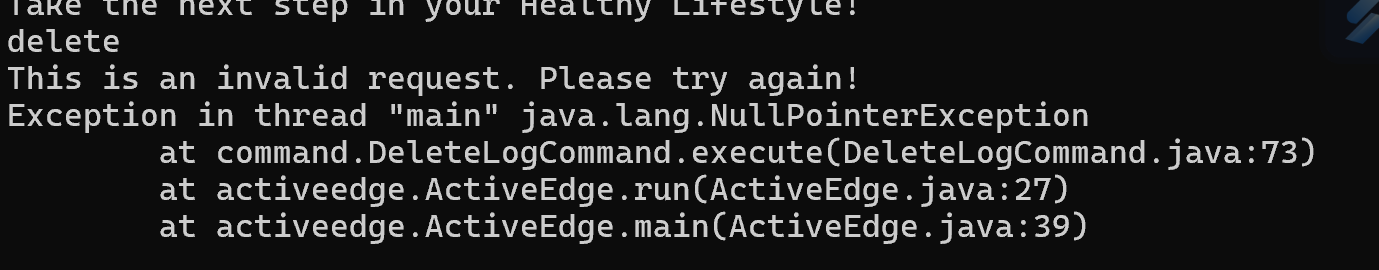 Take the next step in your Healthy Lifestyle!
delete
This is an invalid request. Please try again!
Exception in thread "main" java.lang.NullPointerException
at command.DeleteLogCommand.execute(DeleteLogCommand.java:73)
at activeedge.ActiveEdge.run(ActiveEdge.java:27)
at activeedge.ActiveEdge.main(ActiveEdge.java:39)